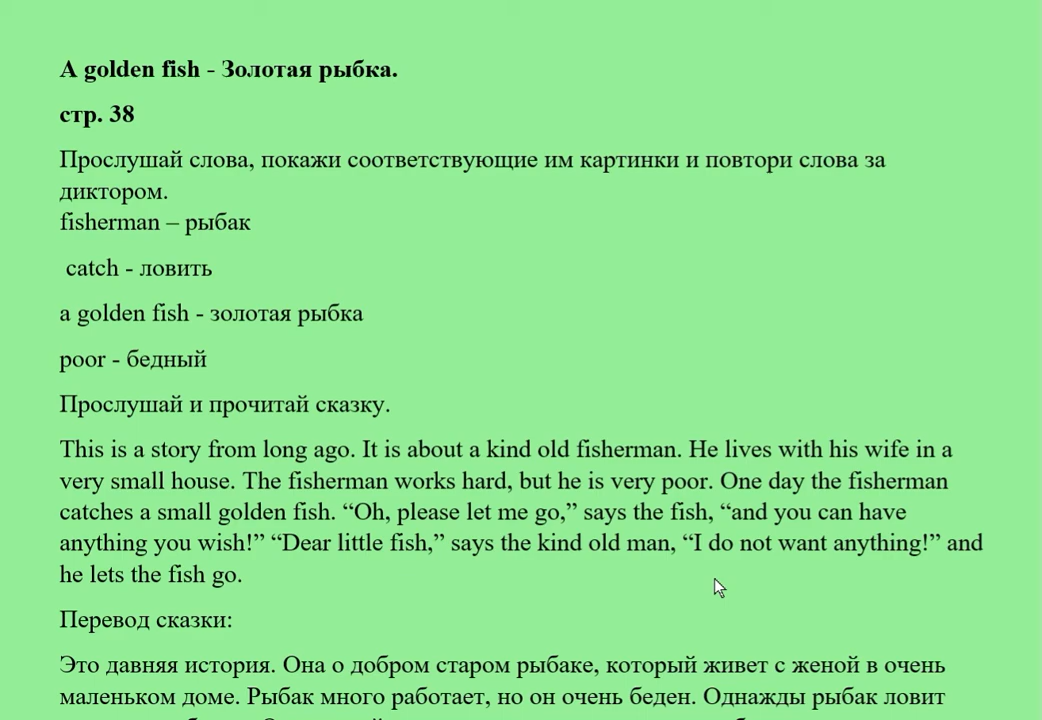 A golden fish - Золотая рыбка.
стр. 38
Прослушай слова, покажи соответствующие им картинки и повтори слова за
диктором.
fisherman – рыбак
catch - ловить
a golden fish - золотая рыбка
poor - бедный
Прослушай и прочитай сказку.
This is a story from long ago. It is about a kind old fisherman. He lives with his wife in a
very small house. The fisherman works hard, but he is very poor. One day the fisherman
catches a small golden fish. “Oh, please let me go,” says the fish, “and you can have
anything you wish!” “Dear little fish,” says the kind old man, “I do not want anything!” and
he lets the fish go.
Перевод сказки:
Это давняя история. Она о добром старом рыбаке, который живет с женой в очень
маленьком доме. Рыбак много работает, но он очень беден. Однажды рыбак ловит